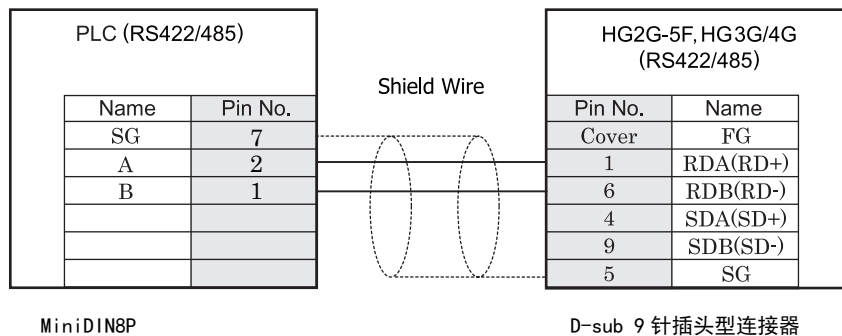 PLC (RS422/485)
HG2G-5F, HG3G/4G
(RS422/485)
Shield Wire
Name Pin No.
SG 7
A 2
B 1
Pin No. Name
Cover FG
1 RDA(RD+)
6 RDB(RD-)
4 SDA(SD+)
9 SDB(SD-)
5 SG
MiniDIN8P
D-sub 9 针插头型连接器